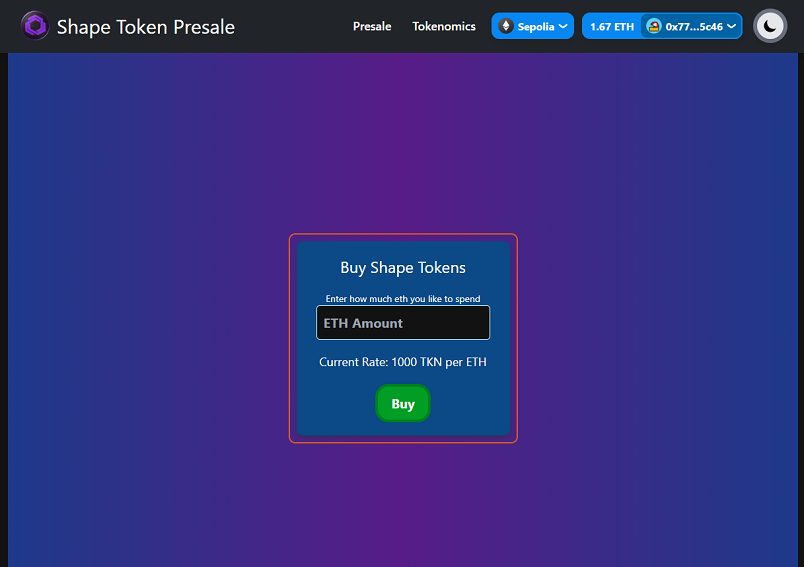 Shape Token Presale
Presale
Tokenomics
Sepolia
1.67 ETH
0x77...5c46
Buy Shape Tokens
Enter how much eth you like to spend
ETH Amount
Current Rate: 1000 TKN per ETH
Buy